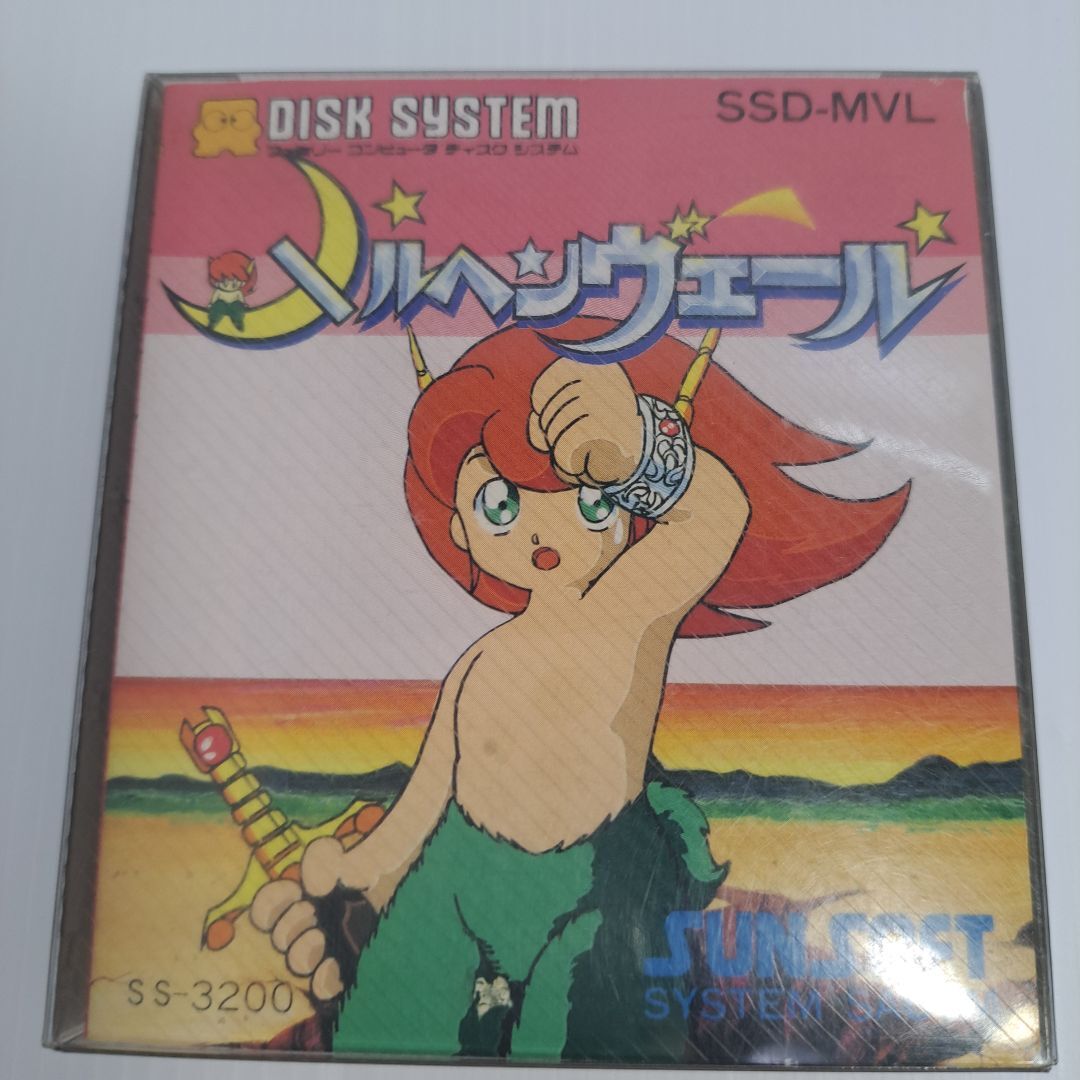 DISK SYSTEM
ファミリー コンピュータ ディスク システム
SSD-MVL
メルヘンヴェール
SUNSOFT
SYSTEM
SS-3200